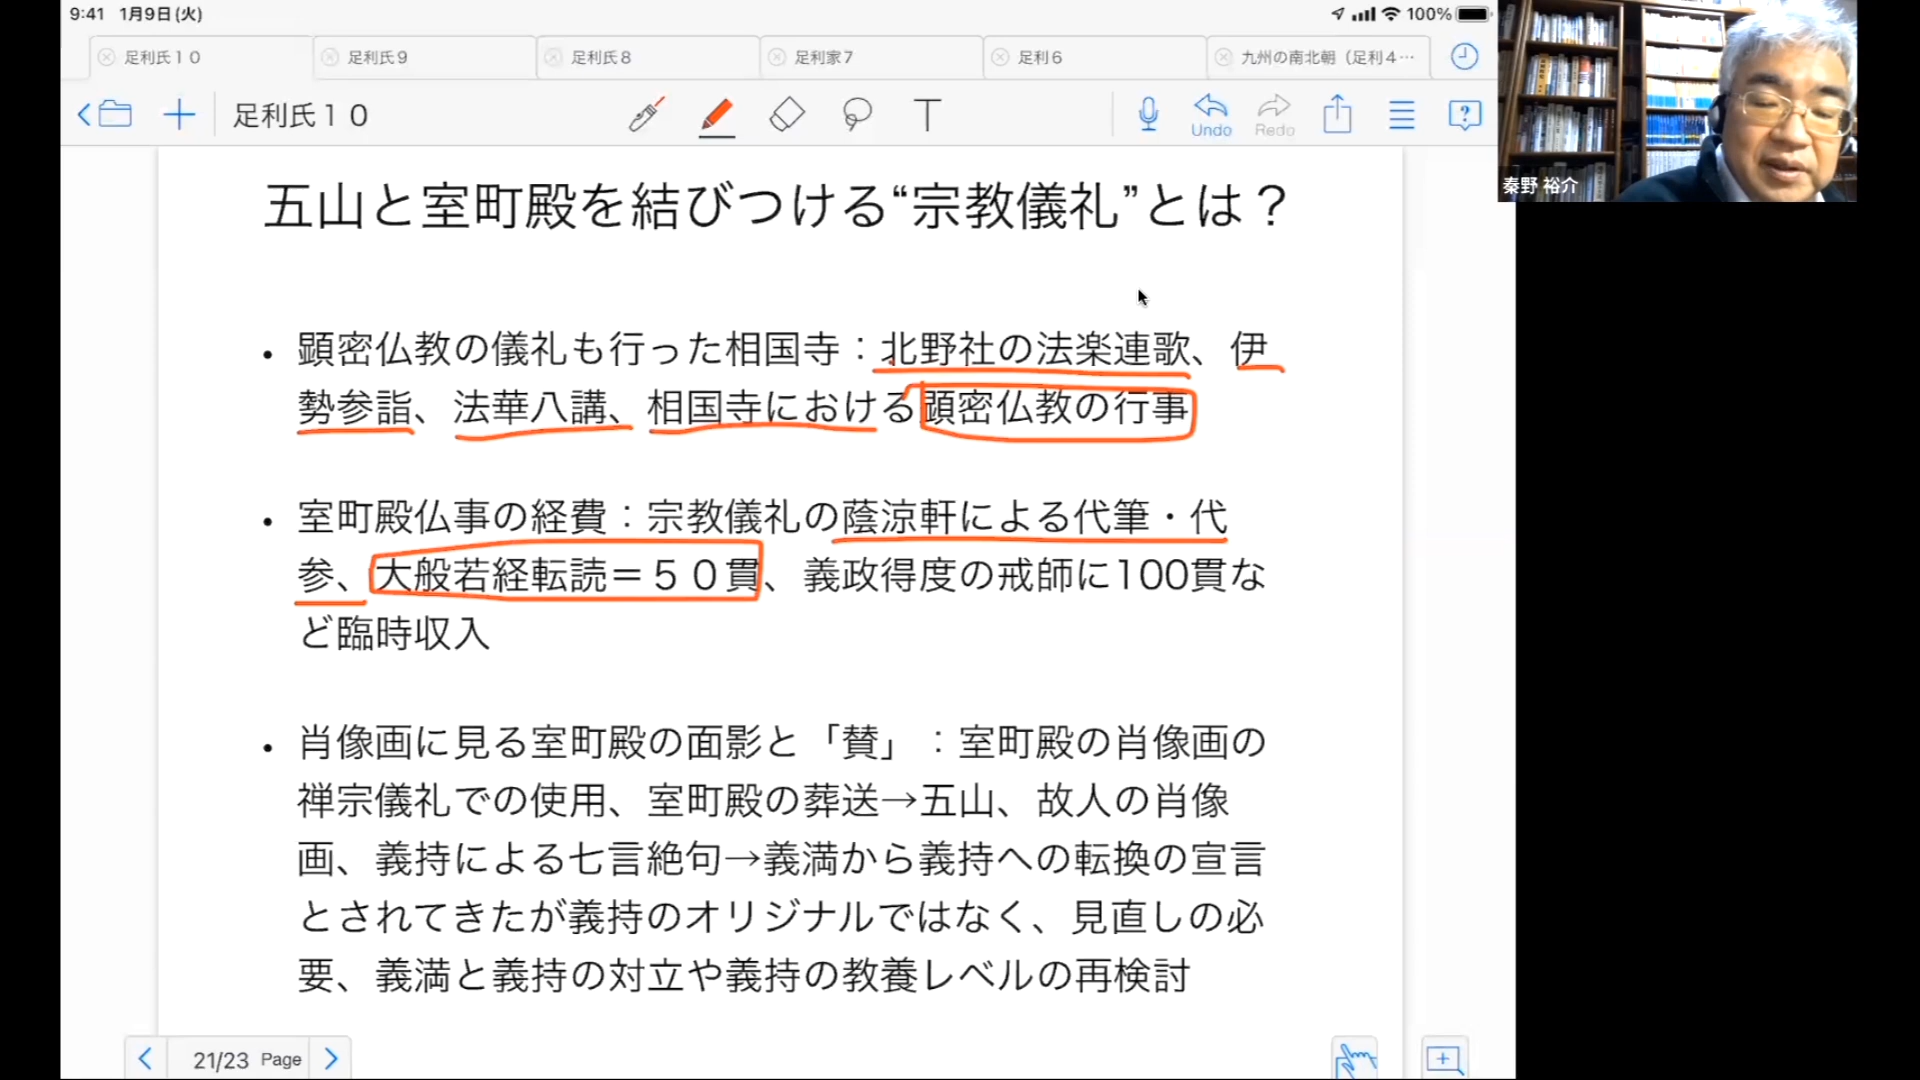 9:41 1月9日(火)
100%
足利氏１０
足利氏９
足利氏８
足利家７
足利６
九州の南北朝（足利４…
足利氏１０
T
Undo
Redo
?
秦野 裕介
五山と室町殿を結びつける“宗教儀礼”とは？
• 顕密仏教の儀礼も行った相国寺：北野社の法楽連歌、伊
勢参詣、法華八講、相国寺における顕密仏教の行事
• 室町殿仏事の経費：宗教儀礼の蔭涼軒による代筆・代
参、大般若経転読＝５０貫、義政得度の戒師に100貫な
ど臨時収入
• 肖像画に見る室町殿の面影と「賛」：室町殿の肖像画の
禅宗儀礼での使用、室町殿の葬送→五山、故人の肖像
画、義持による七言絶句→義満から義持への転換の宣言
とされてきたが義持のオリジナルではなく、見直しの必
要、義満と義持の対立や義持の教養レベルの再検討
21/23 Page